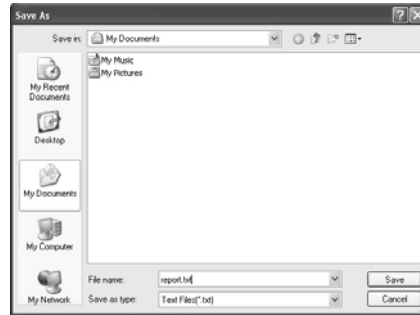 Save As
Save in:
My Documents
My Recent
Documents
Desktop
My Documents
My Computer
My Network
My Music
My Pictures
File name:
report.txt
Save
Save as type:
Text Files(*.txt)
Cancel